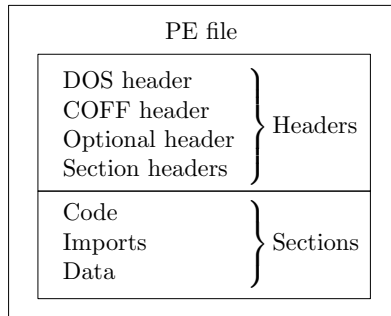 PE file
DOS header
COFF header
Optional header
Section headers
Headers
Code
Imports
Data
Sections